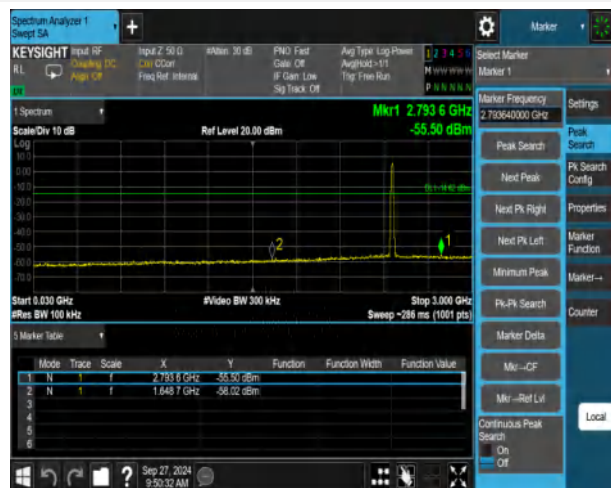 Spectrum Analyzer 1
Swept SA
Marker
KEYSIGHT Input: RF
RL
Coupling: DC
Align: Off
Input Z: 50 Ω
Corr CCorr
Freq Ref: Internal
#Atten: 30 dB
PNO: Fast
Gate: Off
IF Gain: Low
Sig Track: Off
Avg Type: Log-Power
Avg|Hold:>1/1
Trig: Free Run
1 2 3 4 5 6
M W W W W W
P N N N N N
Select Marker
Marker 1
1 Spectrum
Mkr1 2.793 6 GHz
Scale/Div 10 dB
Ref Level 20.00 dBm
-55.50 dBm
Log
10.0
0.00
-10.0
-20.0
-30.0
-40.0
-50.0
-60.0
-70.0
2
1
Start 0.030 GHz
#Video BW 300 kHz
Stop 3.000 GHz
#Res BW 100 kHz
Sweep ~286 ms (1001 pts)
5 Marker Table
Mode Trace Scale X Y Function Function Width Function Value
1 N 1 f 2.793 6 GHz -55.50 dBm
2 N 1 f 1.648 7 GHz -58.02 dBm
3
4
5
6
Marker Frequency
2.793640000 GHz
Peak Search
Next Peak
Next Pk Right
Next Pk Left
Minimum Peak
Pk-Pk Search
Marker Delta
Mkr→CF
Mkr→Ref Lvl
Continuous Peak
Search
On
Off
Settings
Peak
Search
Pk Search
Config
Properties
Marker
Function
Marker→
Counter
Local
Sep 27, 2024
9:50:32 AM